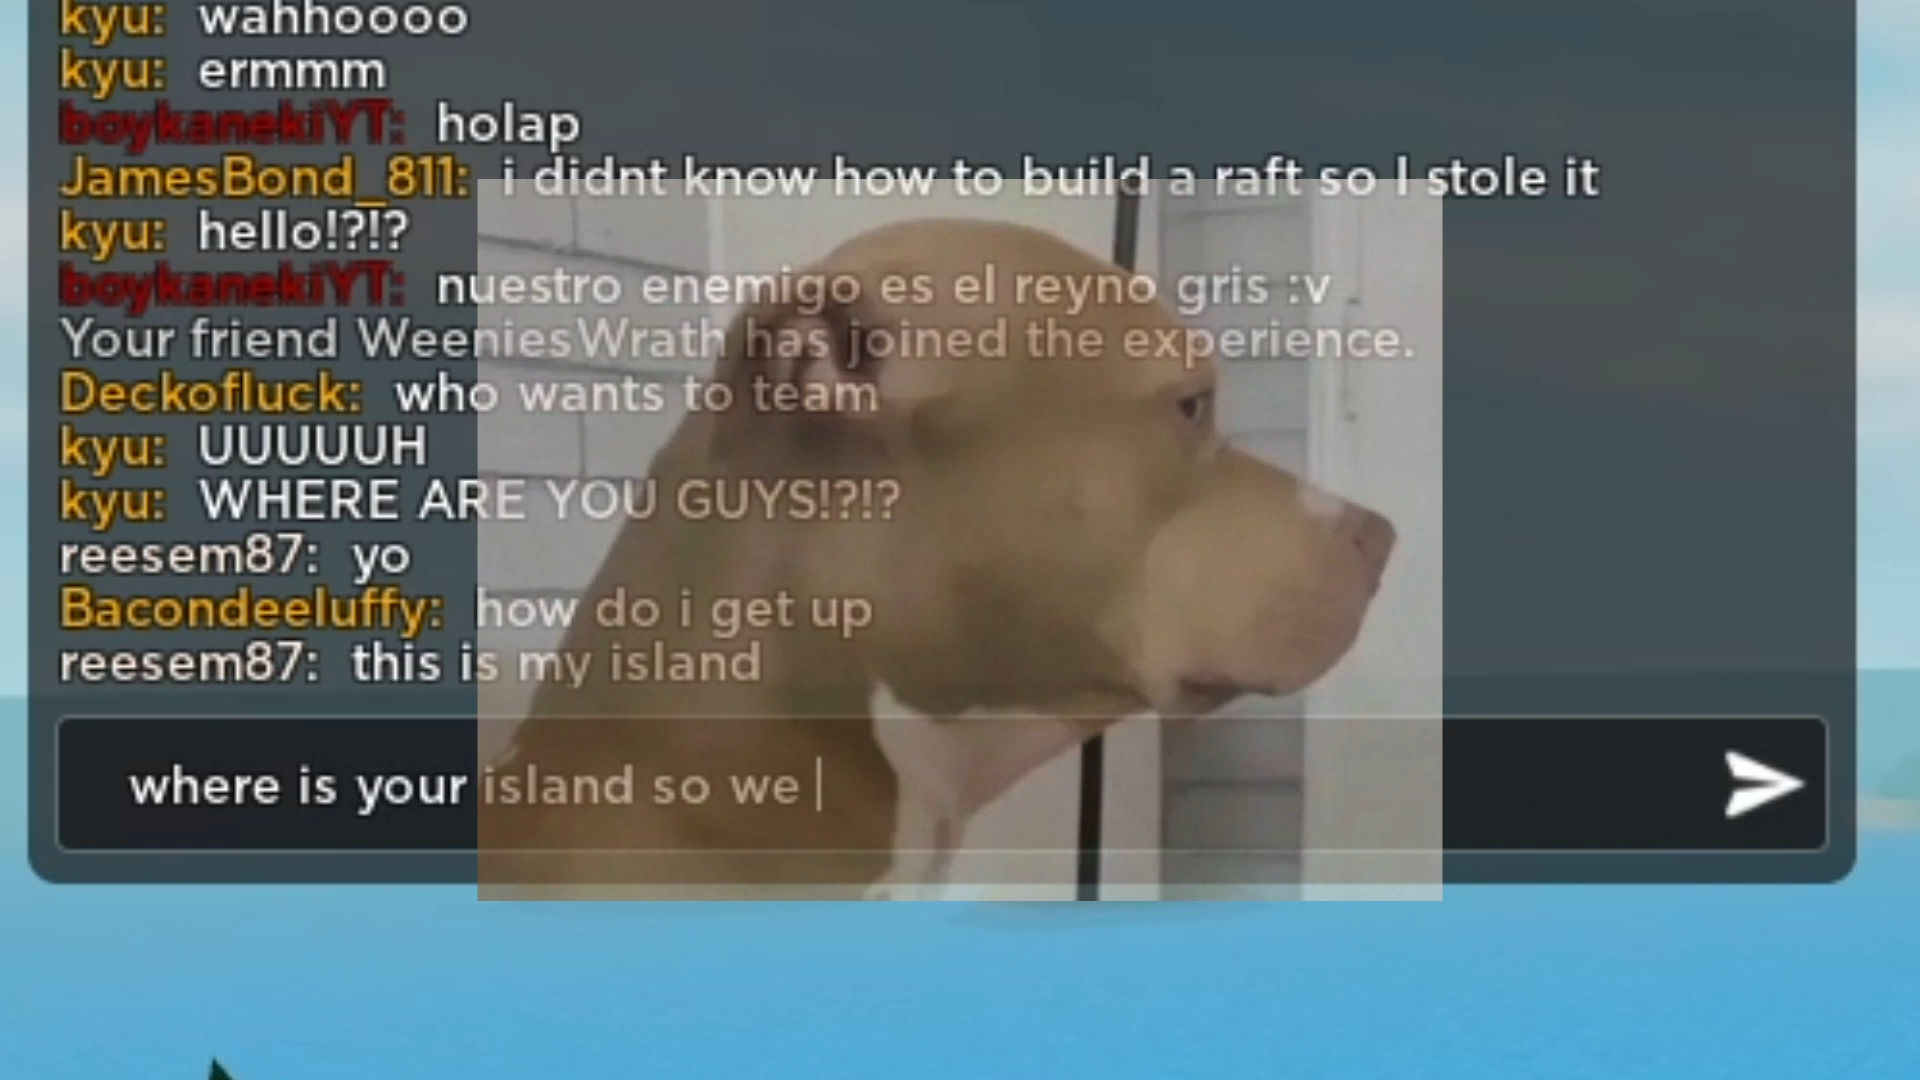 kyu: wahhoooo
kyu: ermmm
boykanekiYT: holap
JamesBond_811: i didnt know how to build a raft so I stole it
kyu: hello!?!?
boykanekiYT: nuestro enemigo es el reyno gris :v
Your friend WeeniesWrath has joined the experience.
Deckofluck: who wants to team
kyu: UUUUUH
kyu: WHERE ARE YOU GUYS!?!?
reesem87: yo
Bacondeeluffy: how do i get up
reesem87: this is my island
where is your island so we